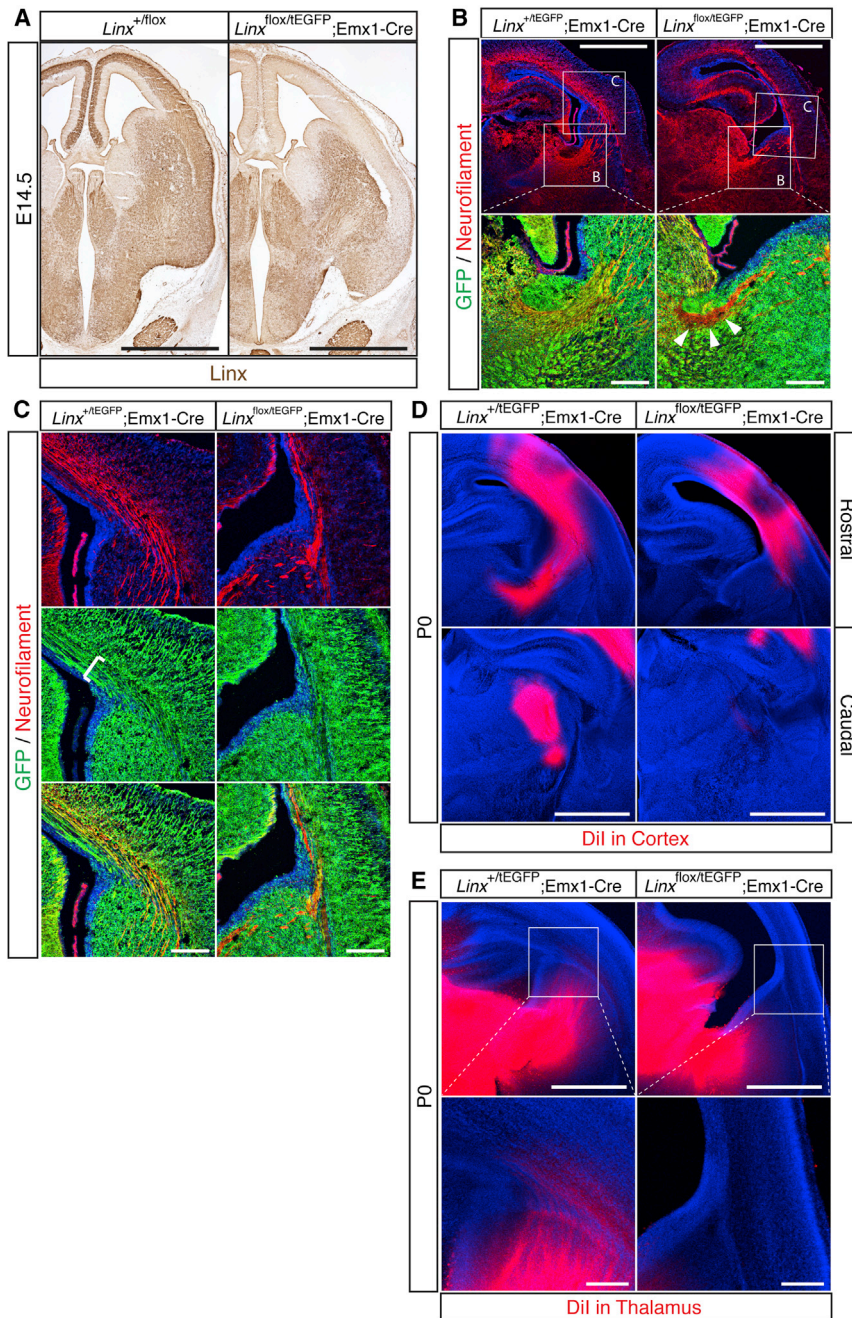 A
Linx+/flox
Linxflox/tEGFP;Emx1-Cre
E14.5
Linx
B
Linx+/tEGFP;Emx1-Cre
Linxflox/tEGFP;Emx1-Cre
GFP / Neurofilament
C
B
C
B
C
Linx+/tEGFP;Emx1-Cre
Linxflox/tEGFP;Emx1-Cre
GFP / Neurofilament
D
Linx+/tEGFP;Emx1-Cre
Linxflox/tEGFP;Emx1-Cre
P0
Rostral
Caudal
DiI in Cortex
E
Linx+/tEGFP;Emx1-Cre
Linxflox/tEGFP;Emx1-Cre
P0
DiI in Thalamus